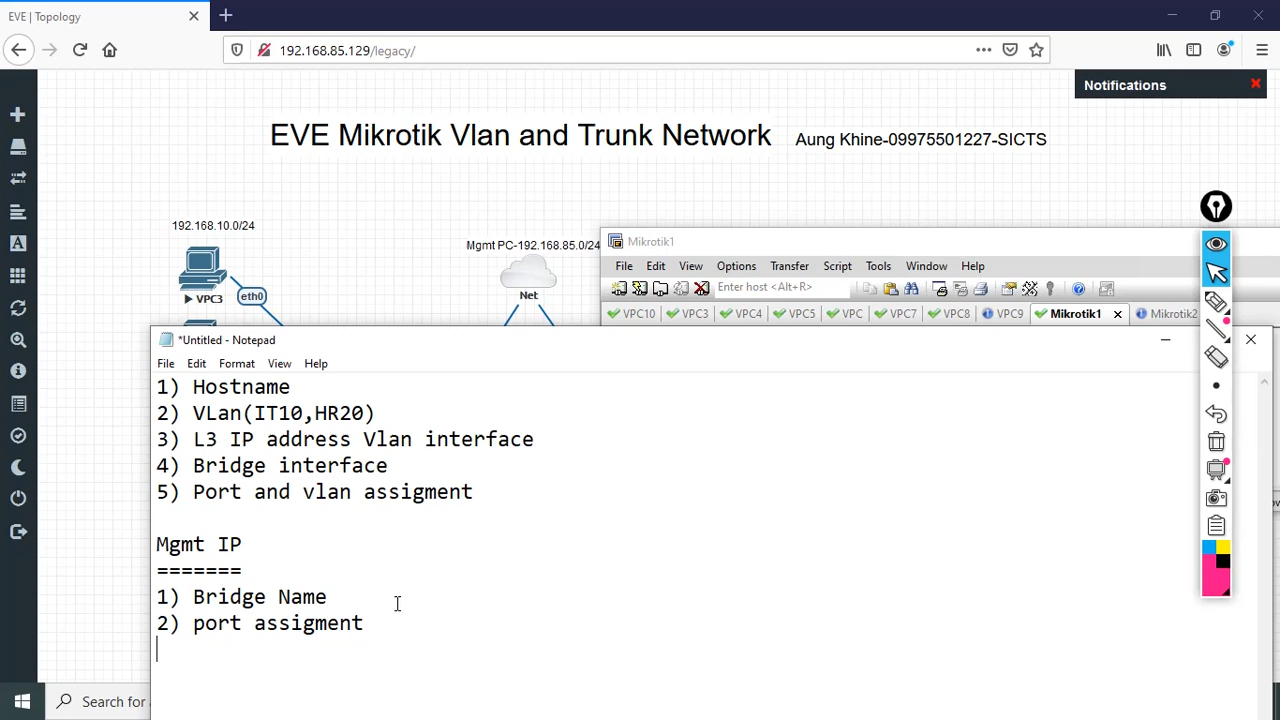 EVE | Topology
192.168.85.129/legacy/
Notifications
EVE Mikrotik Vlan and Trunk Network
Aung Khine-09975501227-SICTS
192.168.10.0/24
VPC3
eth0
Mgmt PC-192.168.85.0/24
Net
Mikrotik1
File Edit View Options Transfer Script Tools Window Help
Enter host <Alt+R>
VPC10 VPC3 VPC4 VPC5 VPC VPC7 VPC8 VPC9 Mikrotik1 Mikrotik2
*Untitled - Notepad
File Edit Format View Help
1) Hostname
2) VLan(IT10,HR20)
3) L3 IP address Vlan interface
4) Bridge interface
5) Port and vlan assigment
Mgmt IP
=======
1) Bridge Name
2) port assigment
Search for